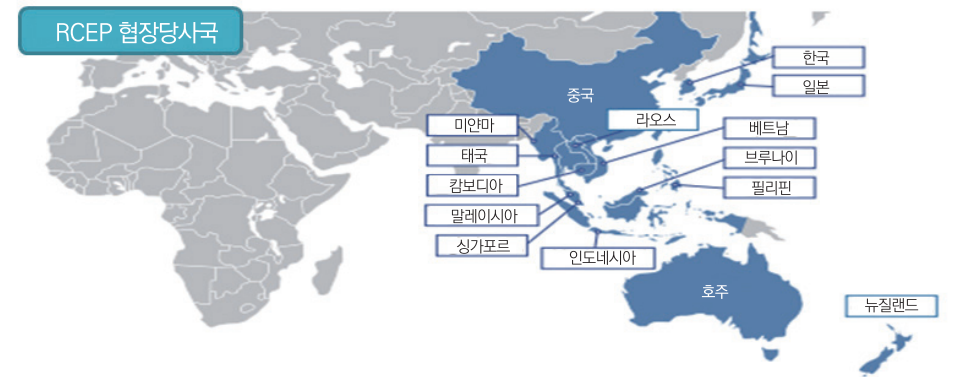 RCEP 협장당사국
한국
중국
일본
미얀마
라오스
베트남
태국
브루나이
캄보디아
필리핀
말레이시아
싱가포르
인도네시아
호주
뉴질랜드